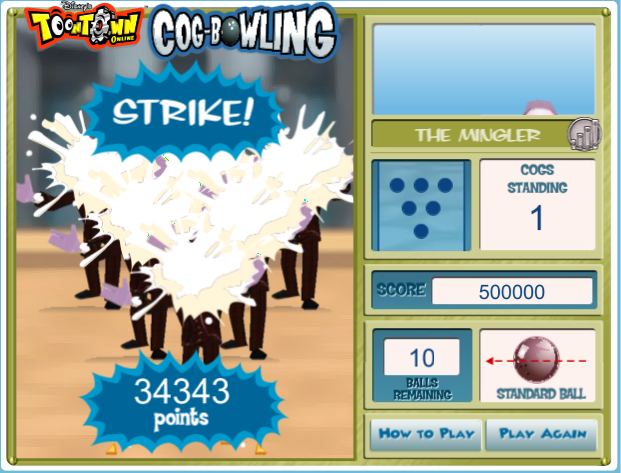 Disney's
TOONTOWN
ONLINE
COG-BOWLING
STRIKE!
THE MINGLER
COGS
STANDING
1
SCORE
500000
10
BALLS
REMAINING
STANDARD BALL
34343
points
HOW TO PLAY
PLAY AGAIN